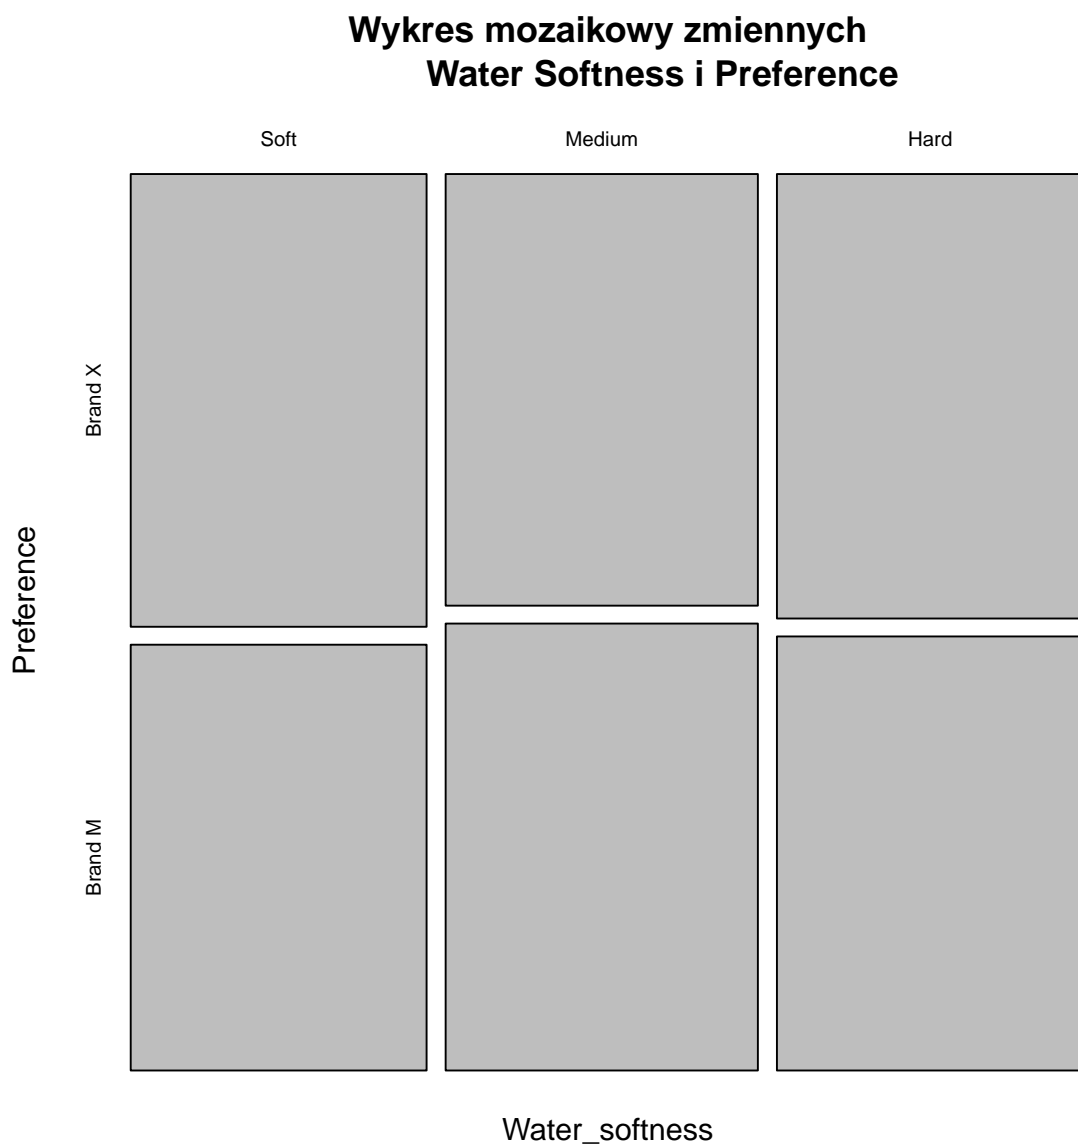 Wykres mozaikowy zmiennych
Water Softness i Preference
Soft Medium Hard
Brand X
Preference
Brand M
Water_softness